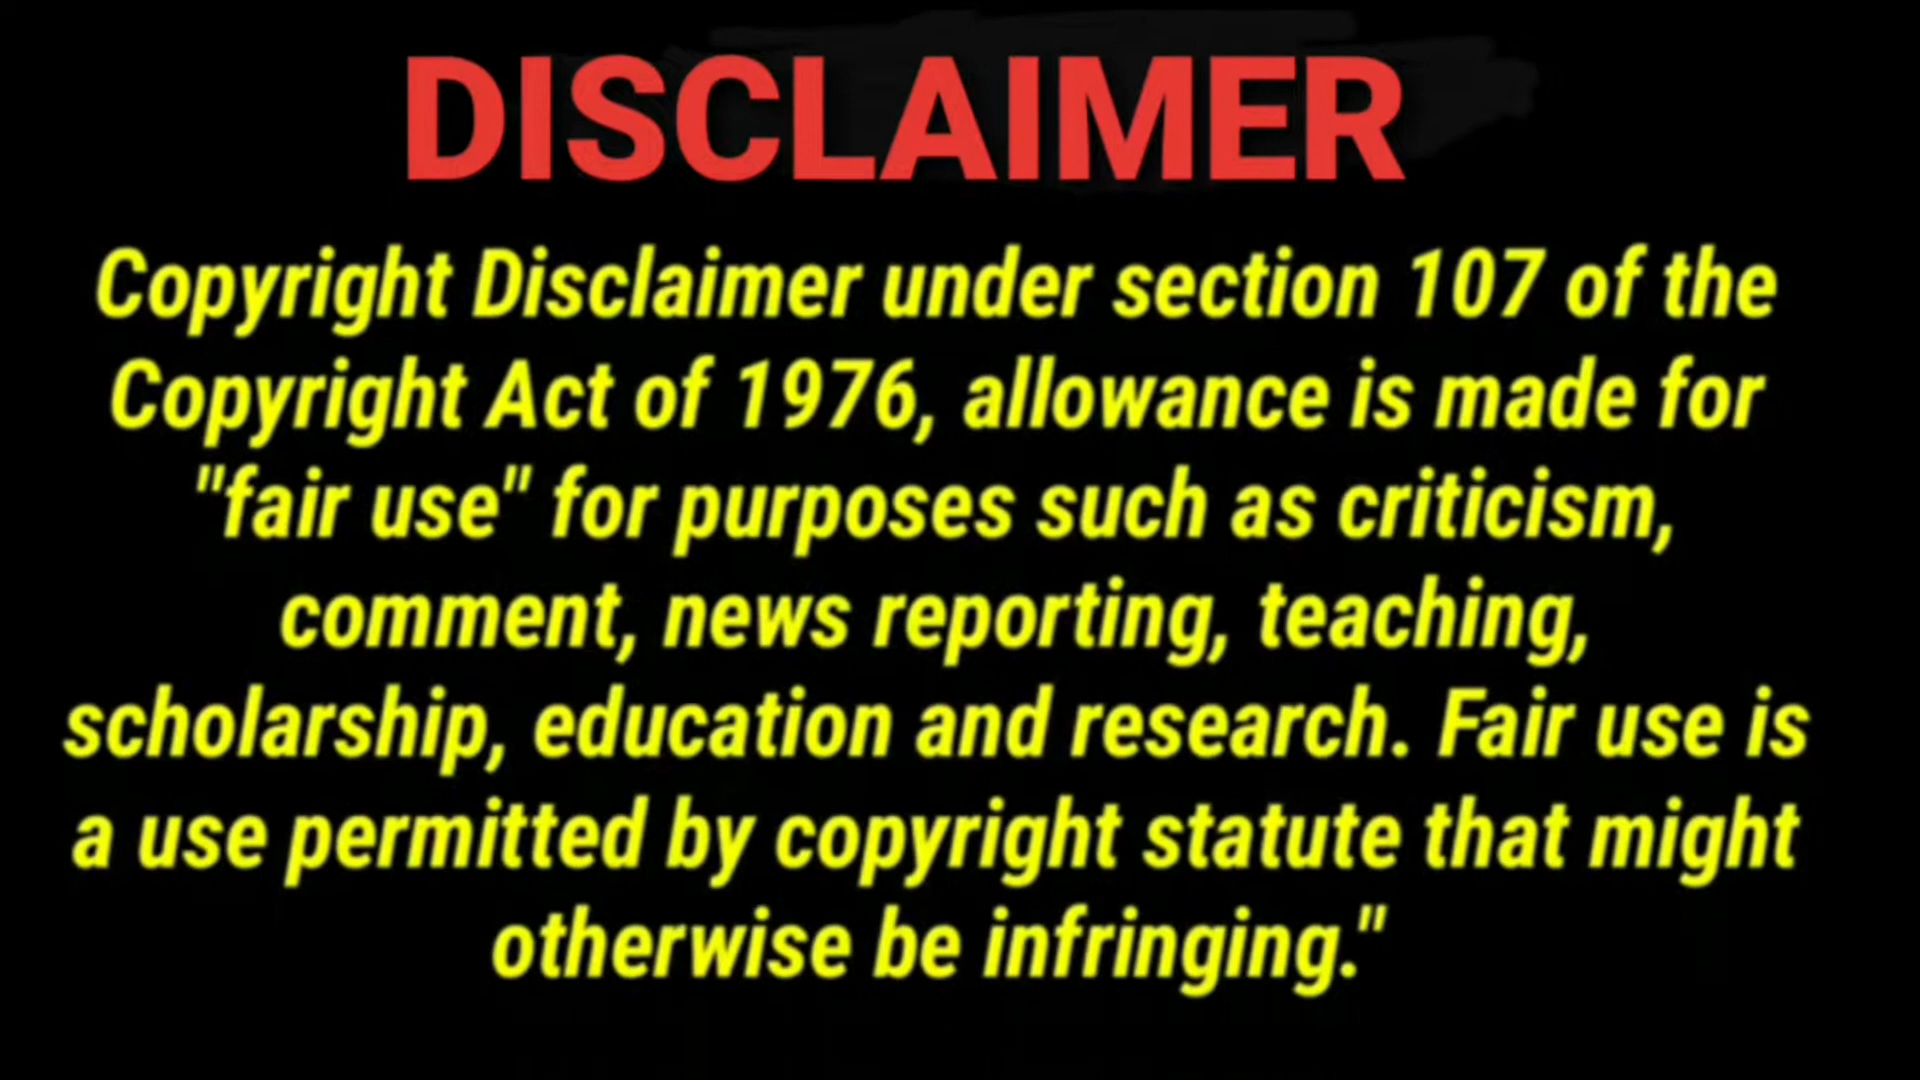 DISCLAIMER
Copyright Disclaimer under section 107 of the
Copyright Act of 1976, allowance is made for
"fair use" for purposes such as criticism,
comment, news reporting, teaching,
scholarship, education and research. Fair use is
a use permitted by copyright statute that might
otherwise be infringing."